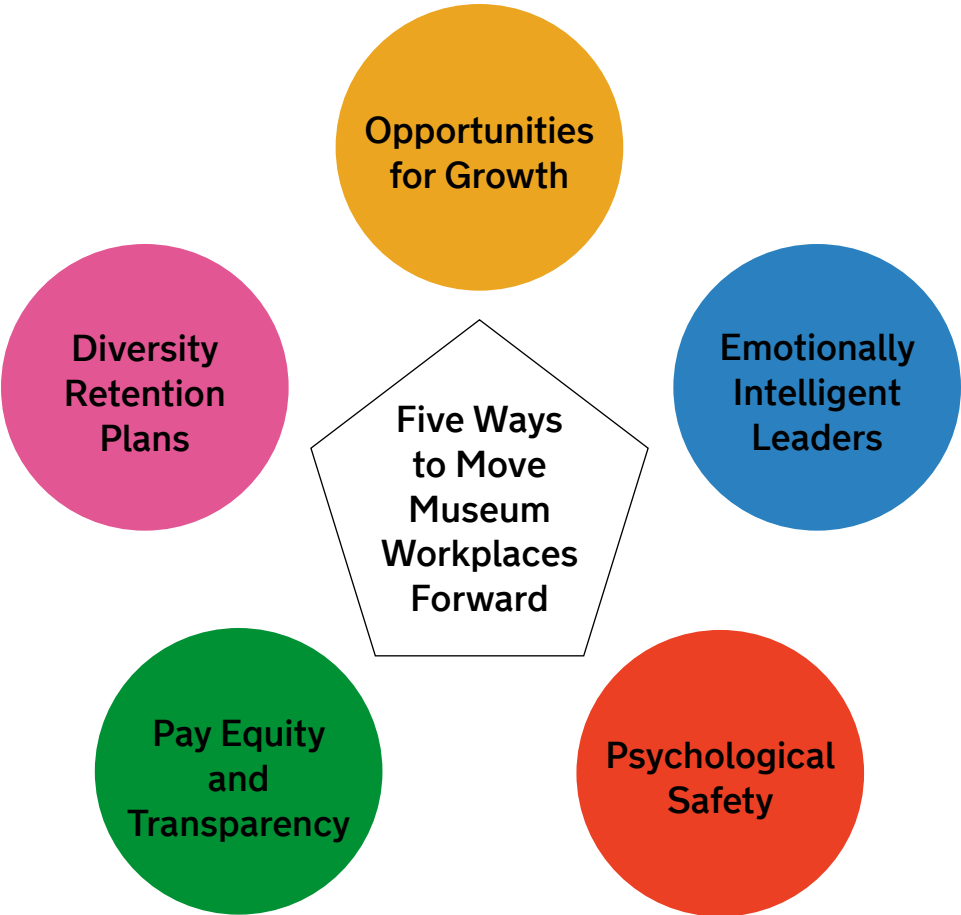 Opportunities
for Growth
Diversity
Retention
Plans
Emotionally
Intelligent
Leaders
Five Ways
to Move
Museum
Workplaces
Forward
Pay Equity
and
Transparency
Psychological
Safety